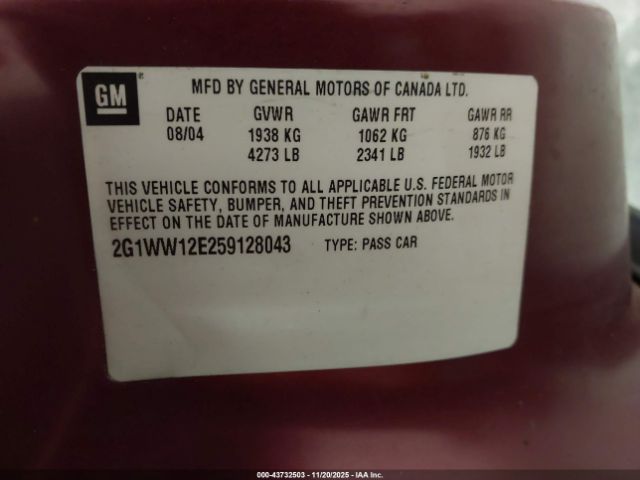 GM
MFD BY GENERAL MOTORS OF CANADA LTD.
DATE GVWR GAWR FRT GAWR RR
08/04 1938 KG 1062 KG 876 KG
4273 LB 2341 LB 1932 LB
THIS VEHICLE CONFORMS TO ALL APPLICABLE U.S. FEDERAL MOTOR
VEHICLE SAFETY, BUMPER, AND THEFT PREVENTION STANDARDS IN
EFFECT ON THE DATE OF MANUFACTURE SHOWN ABOVE.
2G1WW12E259128043 TYPE: PASS CAR
000-43732503 - 11/20/2025 - IAA Inc.